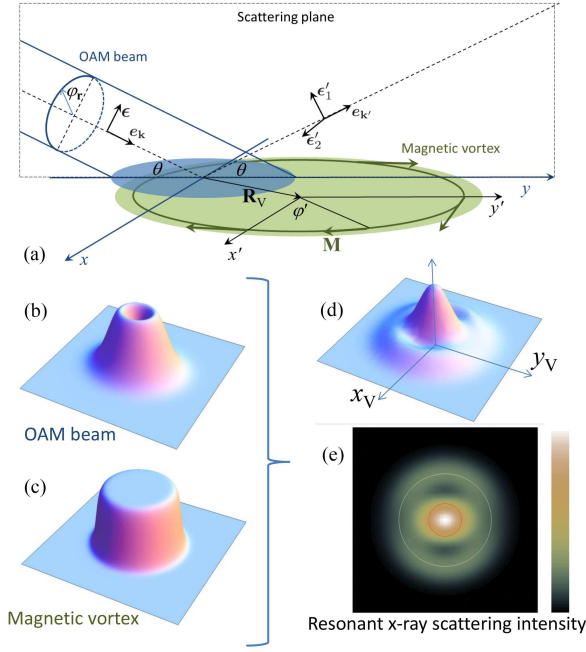 Scattering plane
OAM beam
φr
ϵ
ek
ϵ′1
ek′
ϵ′2
Magnetic vortex
θ
θ
RV
y
φ′
y′
(a)
x
x′
M
(b)
(d)
yV
xV
OAM beam
(c)
(e)
Magnetic vortex
Resonant x-ray scattering intensity